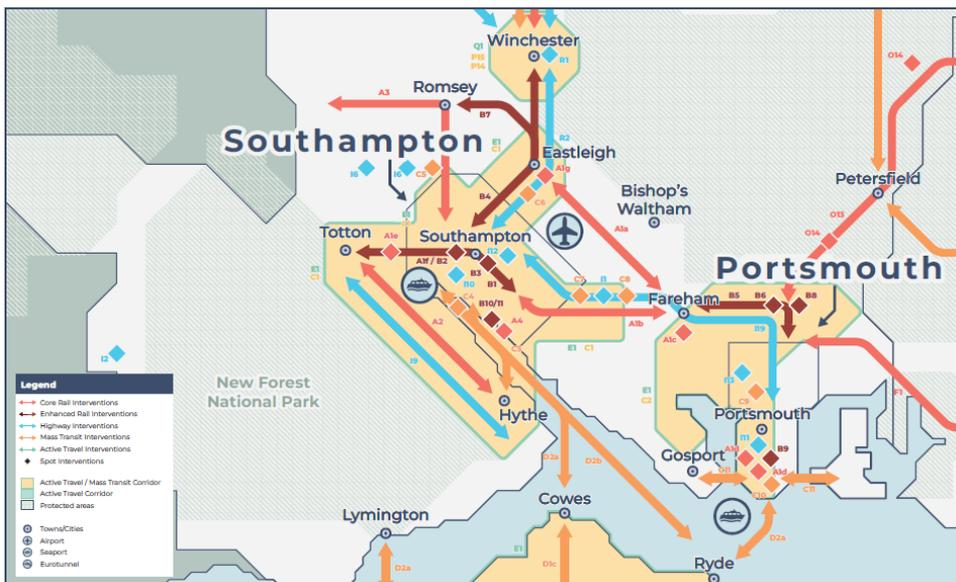 Winchester
Q1
P15
P14
R1
O14
Romsey
A3
B7
R2
E1
C1
Southampton
Eastleigh
I6
I6
C5
A1g
C6
B4
Petersfield
Bishop's
Waltham
O13
O14
A1a
Totton
A1e
Southampton
I12
A1f / B2
B3
B1
E1
C1
C7
I1
C8
Portsmouth
C4
B10/11
A4
A2
Fareham
B5
B6
B8
A1b
I19
A1c
E1
C1
I2
I9
F1
New Forest
National Park
E1
C2
C9
Hythe
Portsmouth
I11
A1d
B9
Gosport
A1d
C10
C11
D2a
D2b
Cowes
Lymington
E1
D2a
D1c
D2a
Ryde
Legend
Core Rail Interventions
Enhanced Rail Interventions
Highway Interventions
Mass Transit Interventions
Active Travel Interventions
Spot Interventions
Active Travel / Mass Transit Corridor
Active Travel Corridor
Protected areas
Towns/Cities
Airport
Seaport
Eurotunnel